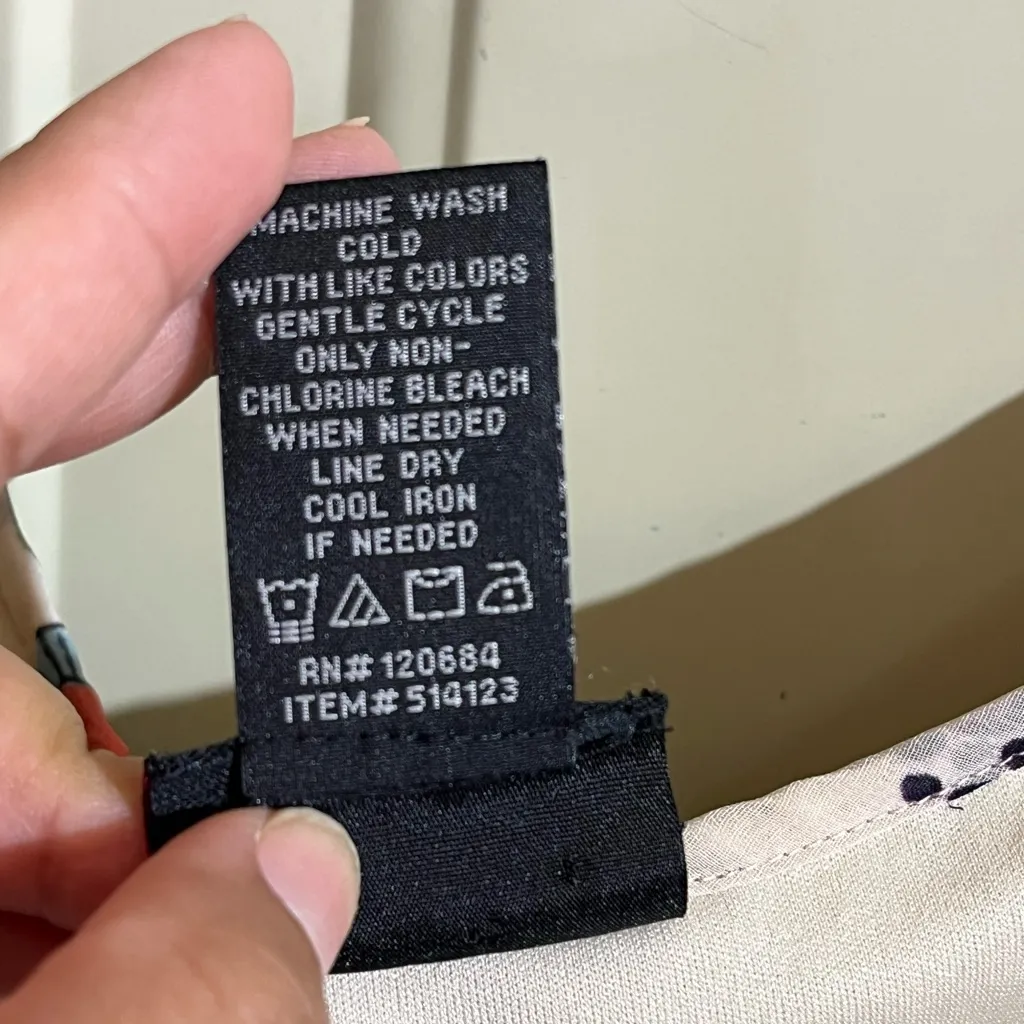 MACHINE WASH
COLD
WITH LIKE COLORS
GENTLE CYCLE
ONLY NON-
CHLORINE BLEACH
WHEN NEEDED
LINE DRY
COOL IRON
IF NEEDED
RN# 120684
ITEM# 514123